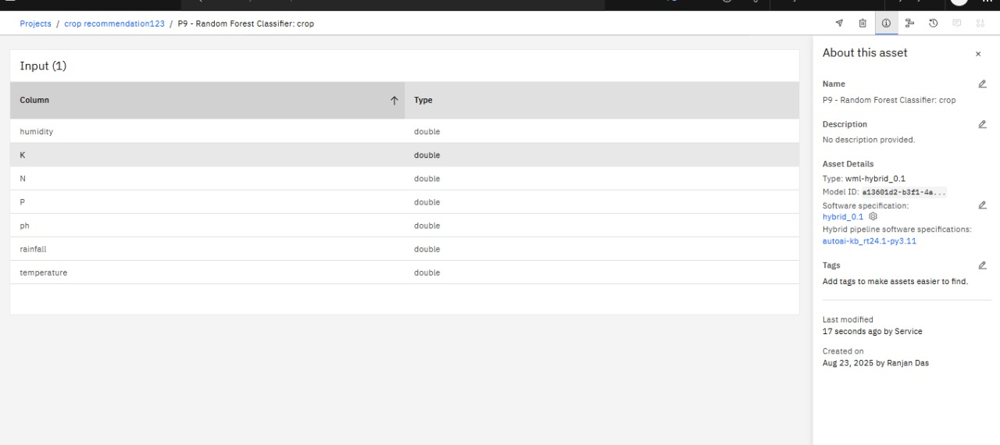 Projects / crop recommendation123 / P9 - Random Forest Classifier: crop
Input (1)
Column Type
humidity double
K double
N double
P double
ph double
rainfall double
temperature double
About this asset
Name
P9 - Random Forest Classifier: crop
Description
No description provided.
Asset Details
Type: wml-hybrid_0.1
Model ID: a13601d2-b3f1-4a...
Software specification:
hybrid_0.1
Hybrid pipeline software specifications:
autoai-kb_rt24.1-py3.11
Tags
Add tags to make assets easier to find.
Last modified
17 seconds ago by Service
Created on
Aug 23, 2025 by Ranjan Das